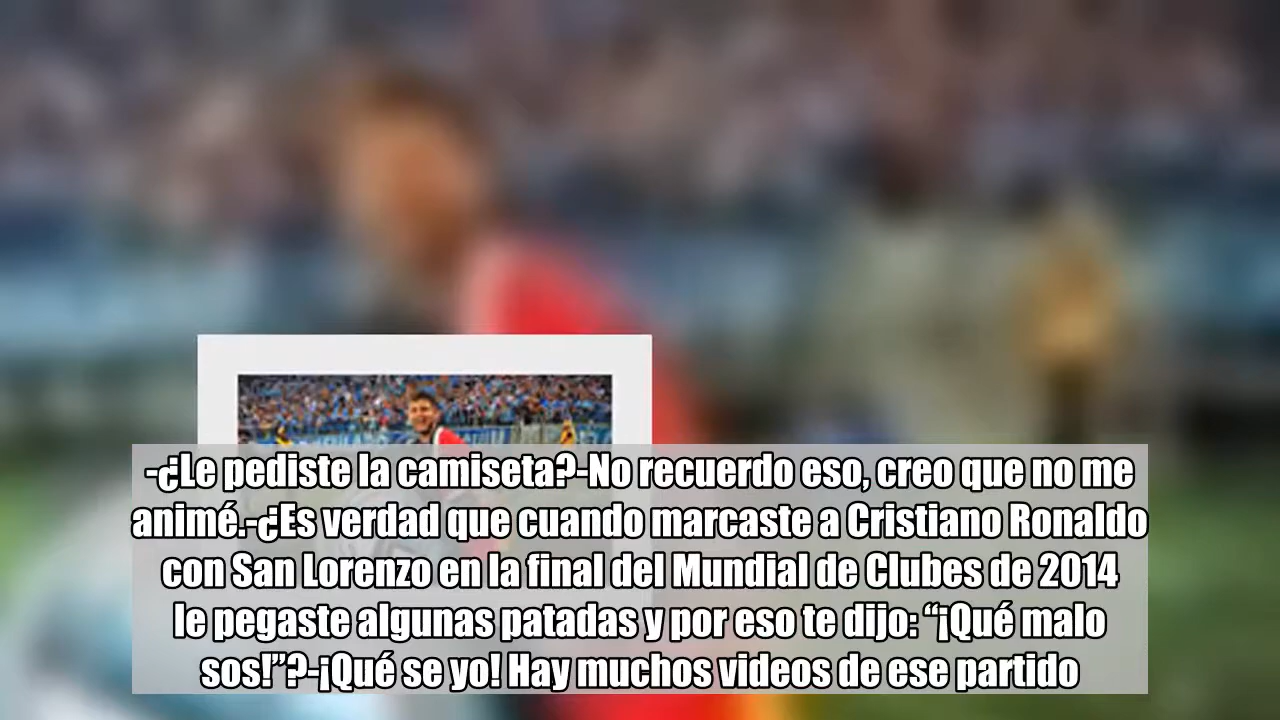 -¿Le pediste la camiseta?-No recuerdo eso, creo que no me
animé.-¿Es verdad que cuando marcaste a Cristiano Ronaldo
con San Lorenzo en la final del Mundial de Clubes de 2014
le pegaste algunas patadas y por eso te dijo: “¡Qué malo
sos!”?-¡Qué se yo! Hay muchos videos de ese partido